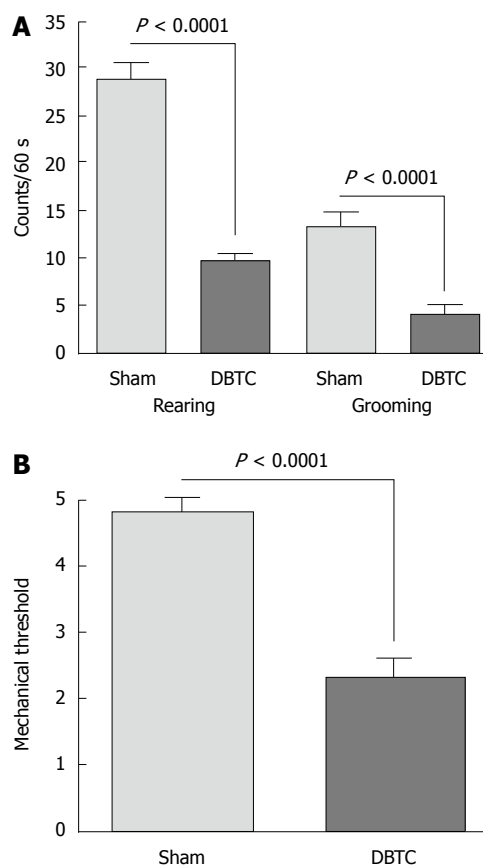 A
P < 0.0001
P < 0.0001
Counts/60 s
35
30
25
20
15
10
5
0
Sham DBTC Sham DBTC
Rearing Grooming
B
P < 0.0001
Mechanical threshold
5
4
3
2
1
0
Sham DBTC